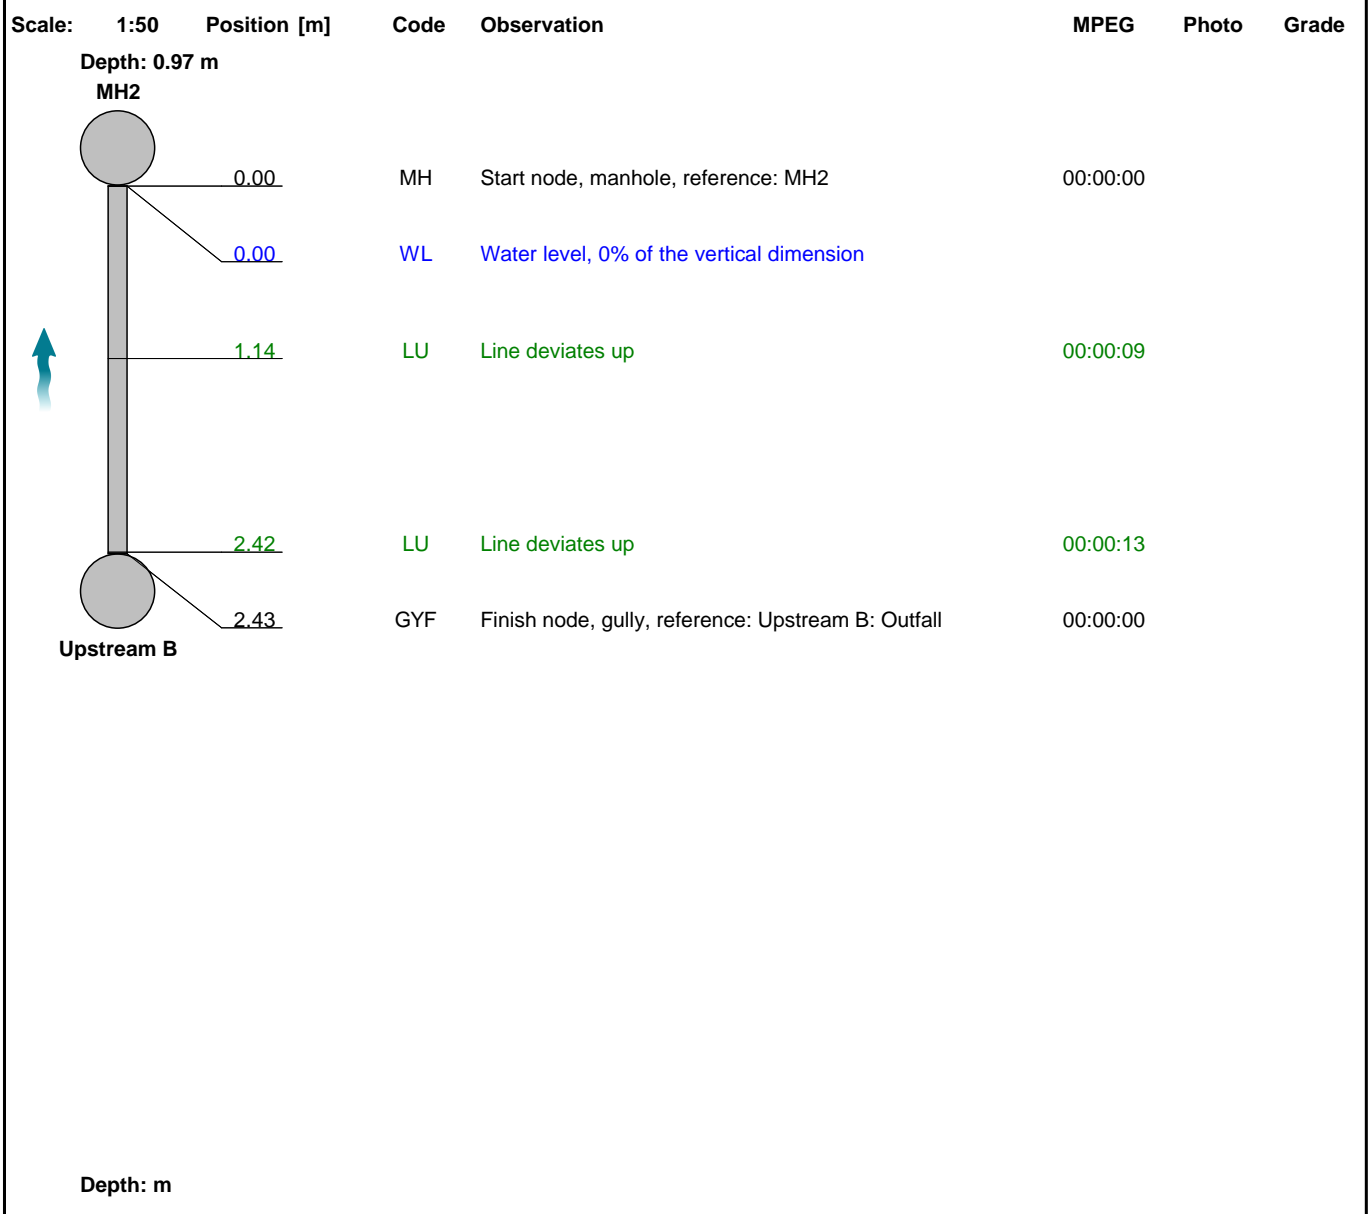 Scale: 1:50 Position [m] Code Observation MPEG Photo Grade
Depth: 0.97 m
MH2
0.00 MH Start node, manhole, reference: MH2 00:00:00
0.00 WL Water level, 0% of the vertical dimension
1.14 LU Line deviates up 00:00:09
2.42 LU Line deviates up 00:00:13
2.43 GYF Finish node, gully, reference: Upstream B: Outfall 00:00:00
Upstream B
Depth: m